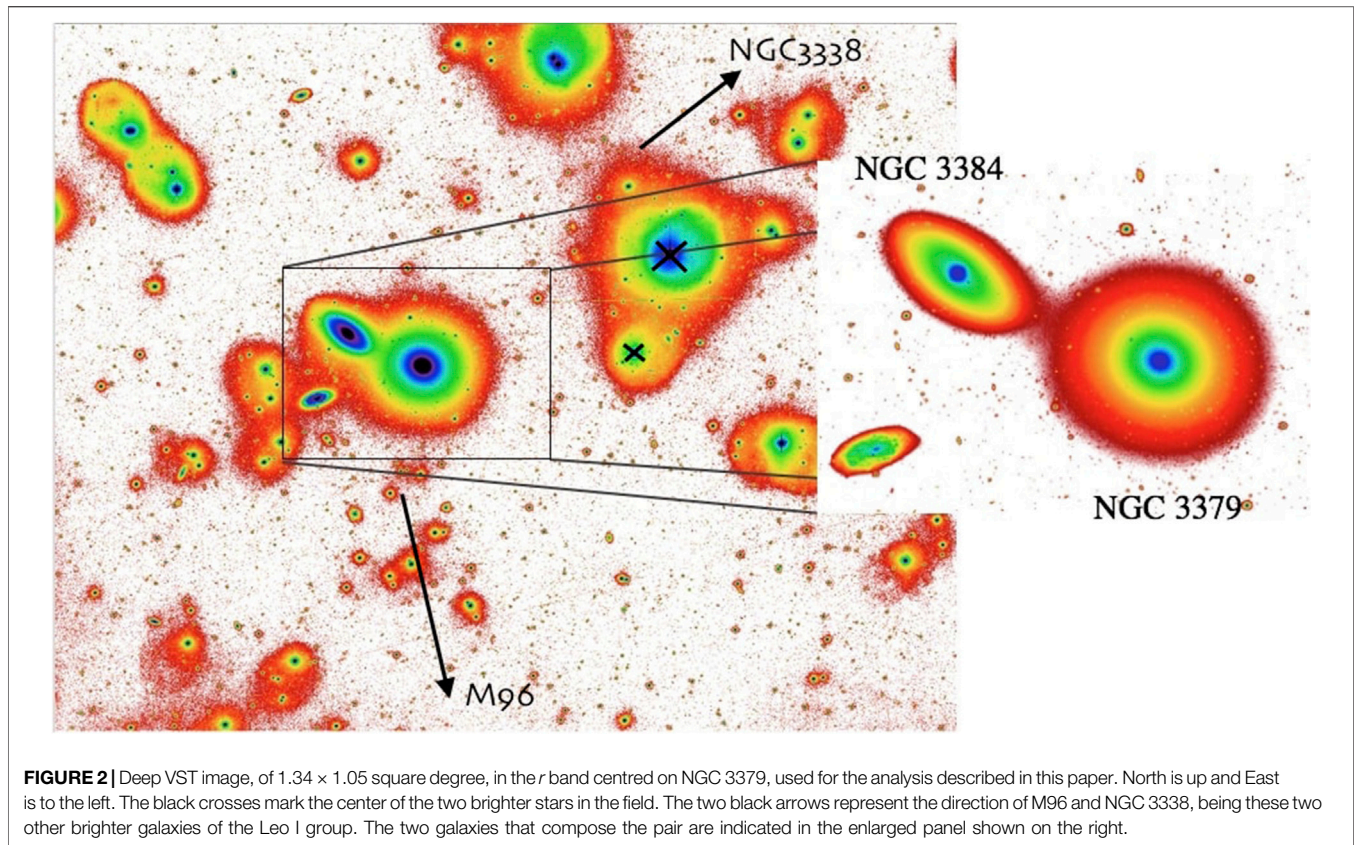 NGC3338
NGC 3384
NGC 3379
M96
FIGURE 2 | Deep VST image, of 1.34 × 1.05 square degree, in the r band centred on NGC 3379, used for the analysis described in this paper. North is up and East
is to the left. The black crosses mark the center of the two brighter stars in the field. The two black arrows represent the direction of M96 and NGC 3338, being these two
other brighter galaxies of the Leo I group. The two galaxies that compose the pair are indicated in the enlarged panel shown on the right.